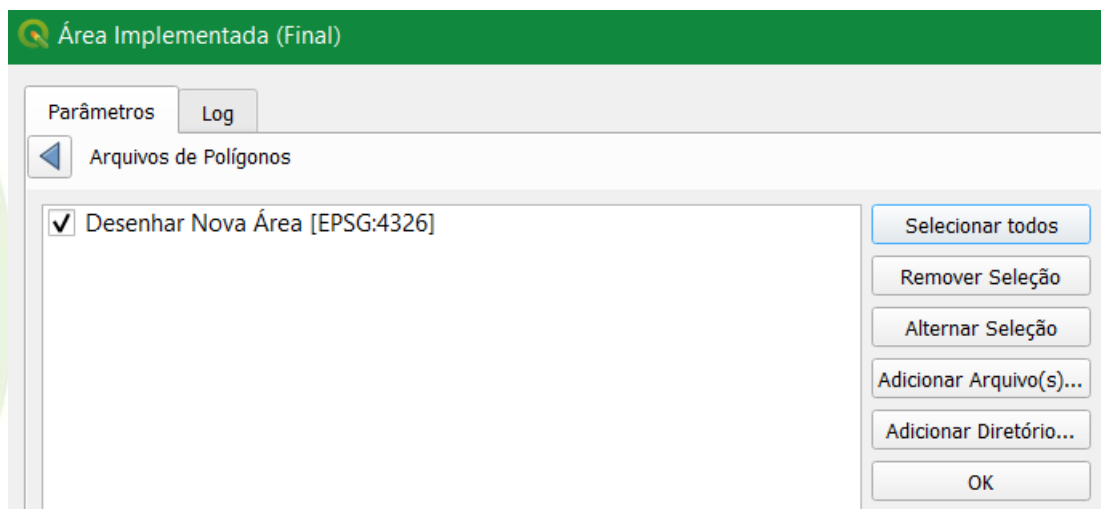 Área Implementada (Final)
Parâmetros
Log
Arquivos de Polígonos
Desenhar Nova Área [EPSG:4326]
Selecionar todos
Remover Seleção
Alternar Seleção
Adicionar Arquivo(s)...
Adicionar Diretório...
OK